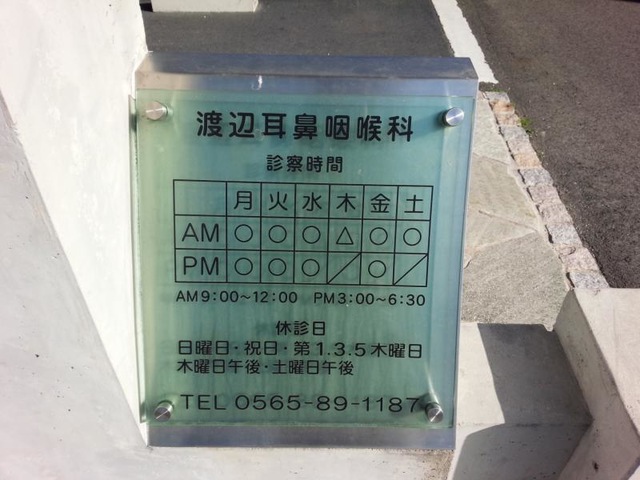 渡辺耳鼻咽喉科
診察時間
月 火 水 木 金 土
AM ○ ○ ○ △ ○ ○
PM ○ ○ ○ ／ ○ ／
AM9:00~12:00 PM3:00~6:30
休診日
日曜日・祝日・第1.3.5木曜日
木曜日午後・土曜日午後
TEL 0565-89-1187